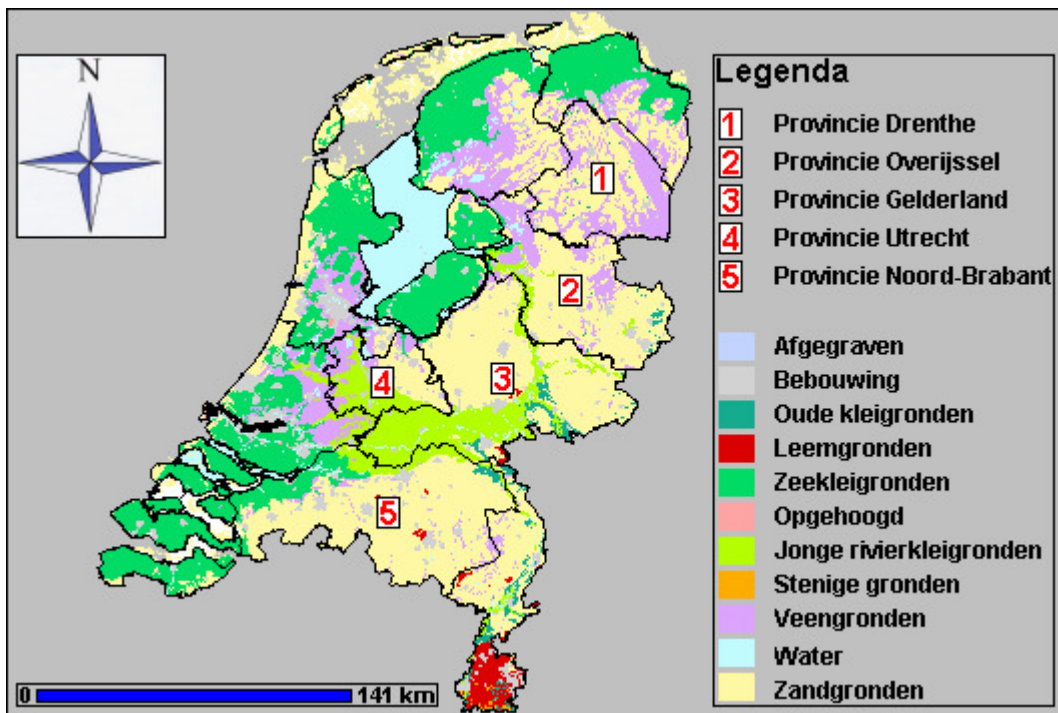 N
Legenda
1 Provincie Drenthe
2 Provincie Overijssel
3 Provincie Gelderland
4 Provincie Utrecht
5 Provincie Noord-Brabant
Afgegraven
Bebouwing
Oude kleigronden
Leemgronden
Zeekleigronden
Opgehoogd
Jonge rivierkleigronden
Stenige gronden
Veengronden
Water
Zandgronden
1
2
3
4
5
0 141 km